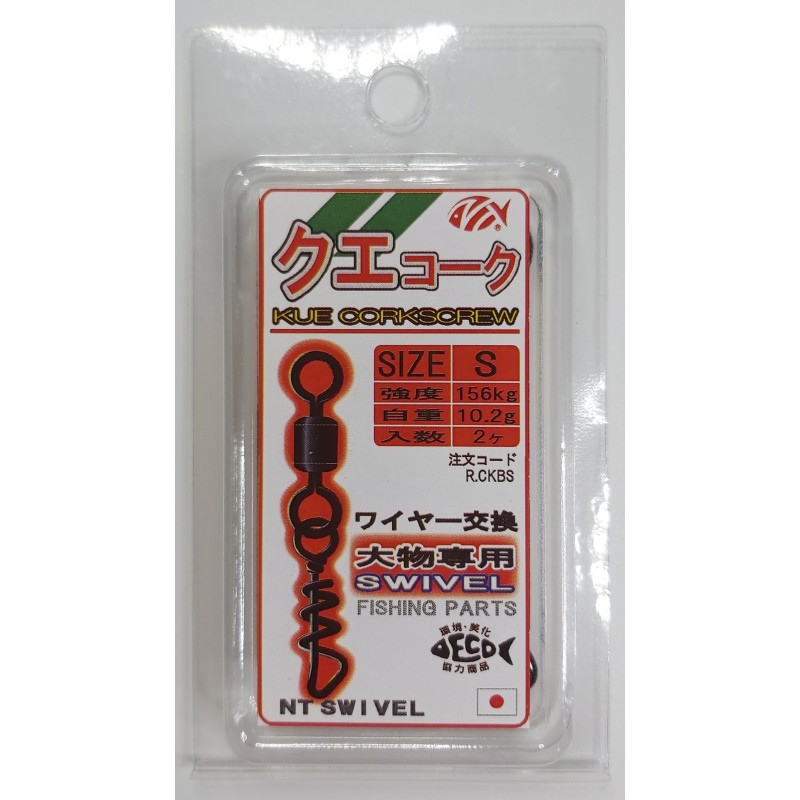 クエコーク
KUE CORKSCREW
SIZE S
強度 156kg
自重 10.2g
入数 2ヶ
注文コード
R.CKBS
ワイヤー交換
大物専用
SWIVEL
FISHING PARTS
環境・美化
ECO
協力商品
NT SWIVEL